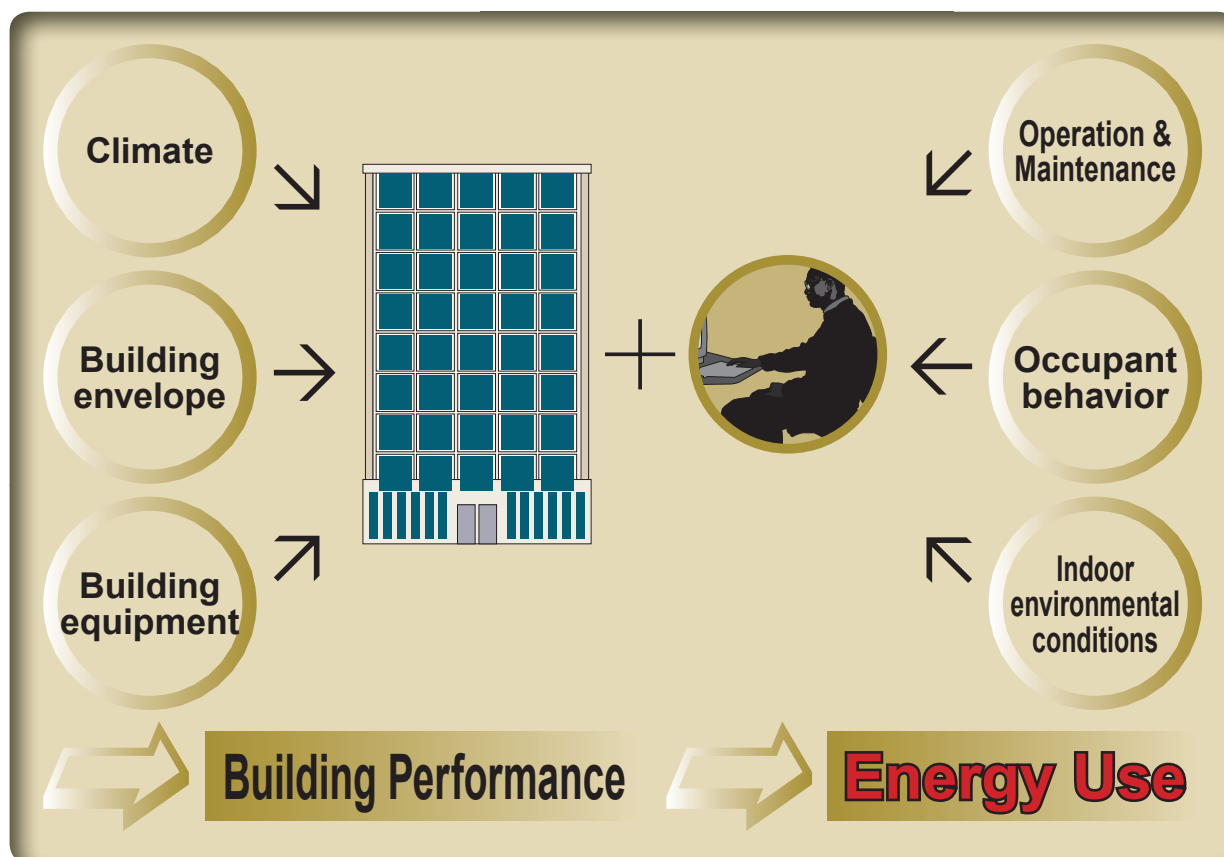 Climate
Building
envelope
Building
equipment
Operation &
Maintenance
Occupant
behavior
Indoor
environmental
conditions
Building Performance
Energy Use